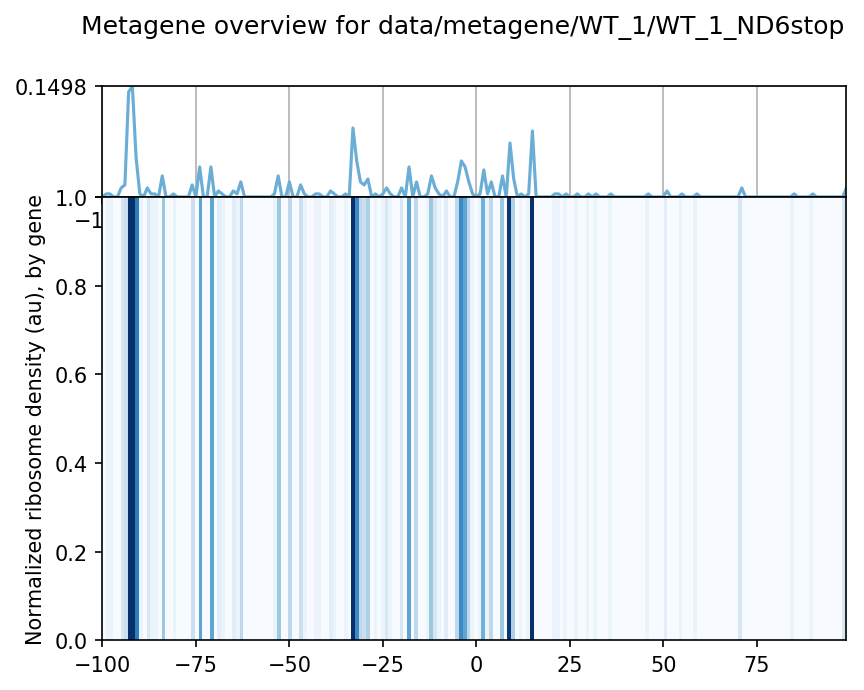 Metagene overview for data/metagene/WT_1/WT_1_ND6stop
0.1498
1.0
−1
0.8
0.6
0.4
0.2
0.0
Normalized ribosome density (au), by gene
−100 −75 −50 −25 0 25 50 75